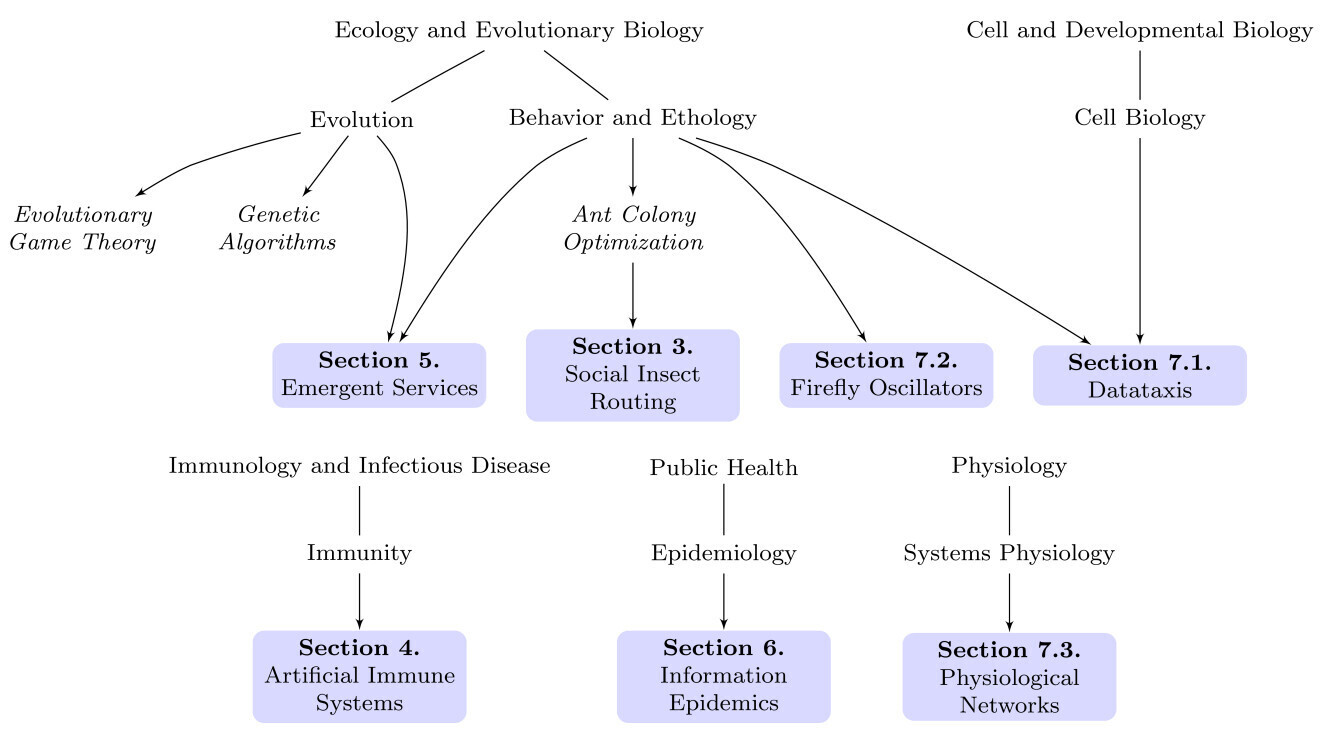 Ecology and Evolutionary Biology
Cell and Developmental Biology
Evolution
Behavior and Ethology
Cell Biology
Evolutionary
Game Theory
Genetic
Algorithms
Ant Colony
Optimization
Section 5.
Emergent Services
Section 3.
Social Insect
Routing
Section 7.2.
Firefly Oscillators
Section 7.1.
Datataxis
Immunology and Infectious Disease
Public Health
Physiology
Immunity
Epidemiology
Systems Physiology
Section 4.
Artificial Immune
Systems
Section 6.
Information
Epidemics
Section 7.3.
Physiological
Networks